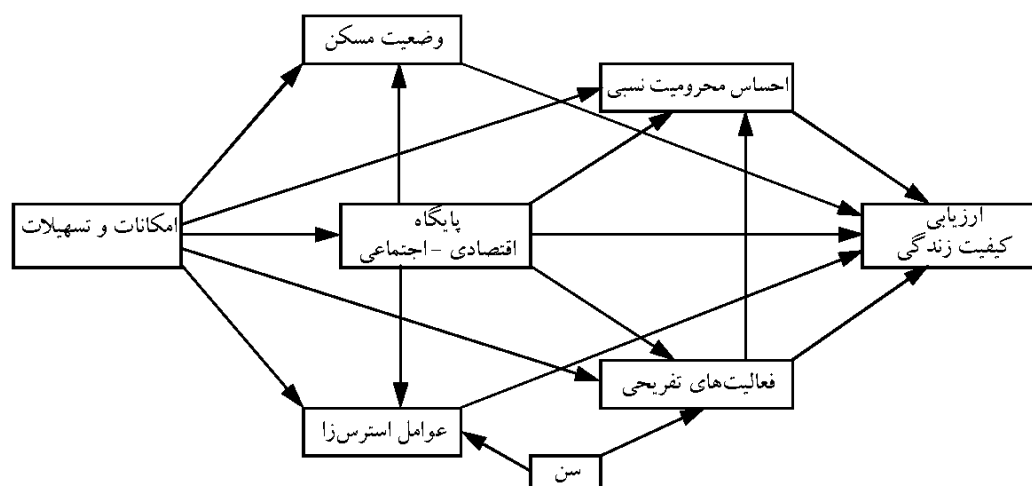 وضعیت مسکن
احساس محرومیت نسبی
امکانات و تسهیلات
پایگاه
اقتصادی - اجتماعی
ارزیابی
کیفیت زندگی
فعالیت‌های تفریحی
عوامل استرس‌زا
سن